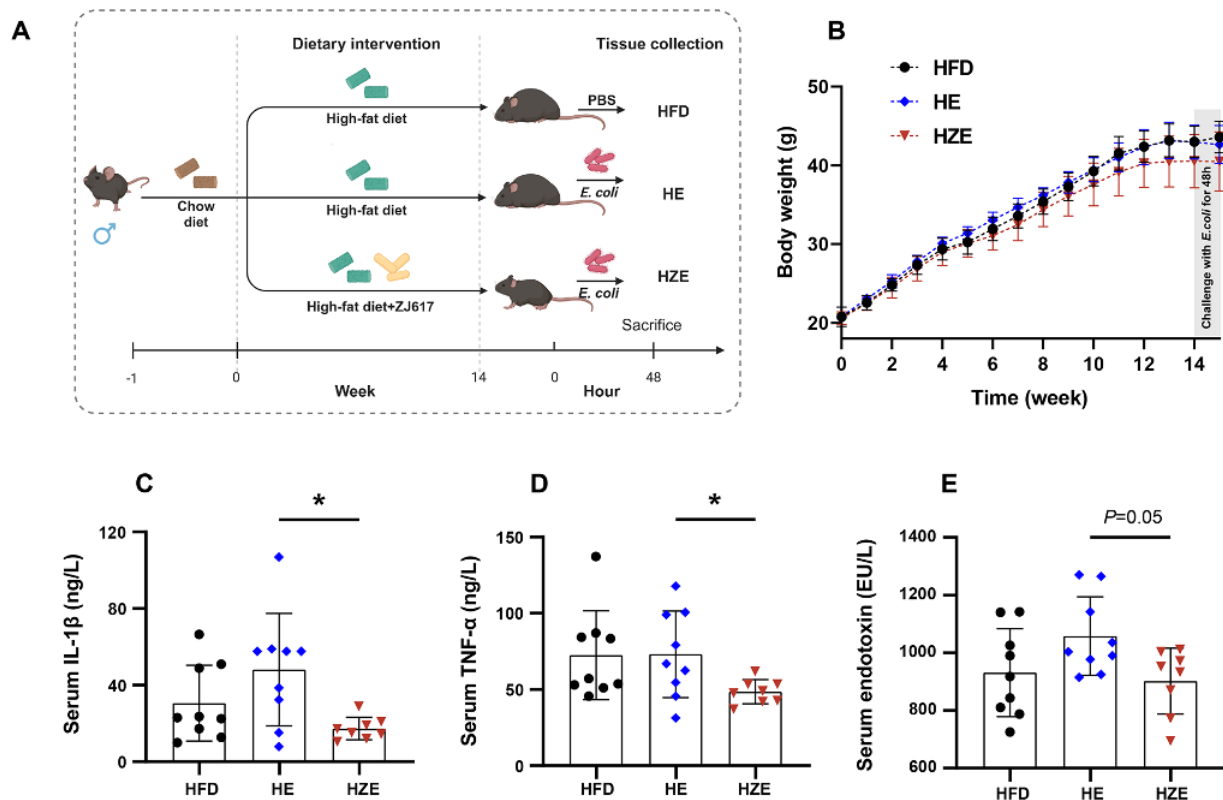 A
Dietary intervention
Tissue collection
High-fat diet
PBS
HFD
Chow
diet
High-fat diet
E. coli
HE
High-fat diet+ZJ617
E. coli
HZE
Sacrifice
-1
0
Week
14
0
Hour
48
B
HFD
HE
HZE
Body weight (g)
50
40
30
20
0
2
4
6
8
10
12
14
Time (week)
Challenge with E.coli for 48h
C
*
Serum IL-1β (ng/L)
120
80
40
0
HFD
HE
HZE
D
*
Serum TNF-α (ng/L)
150
100
50
0
HFD
HE
HZE
E
P=0.05
Serum endotoxin (EU/L)
1400
1200
1000
800
600
HFD
HE
HZE